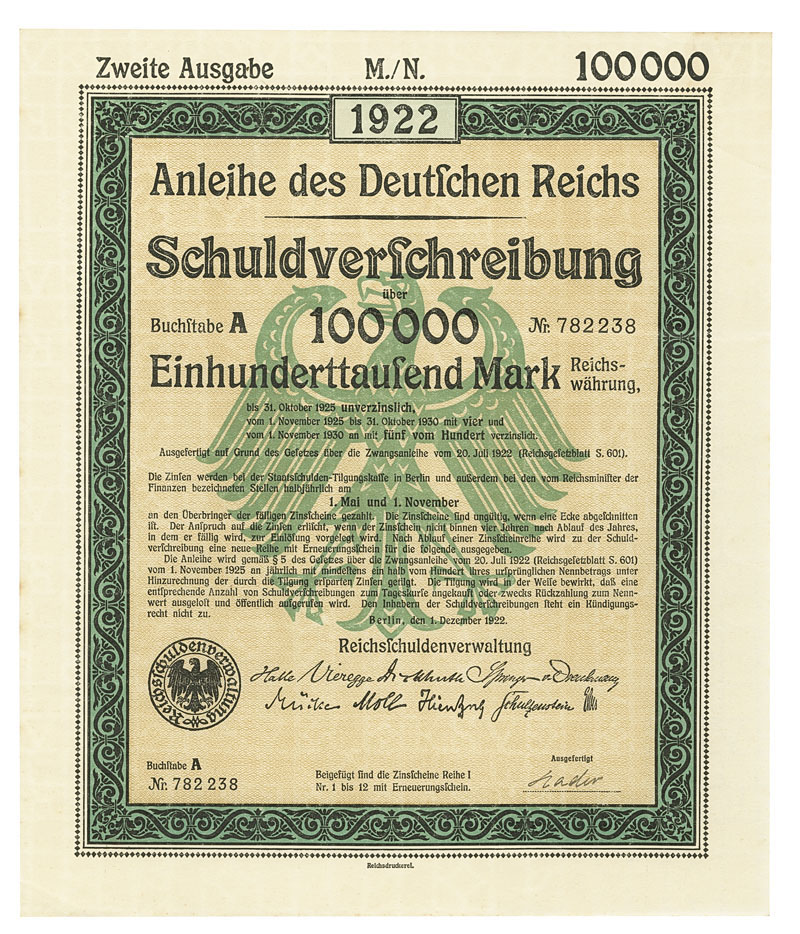 Zweite Ausgabe M./N. 100000
1922
Anleihe des Deutſchen Reichs
Schuldverſchreibung
über
Buchſtabe A 100000 Nr. 782238
Einhunderttauſend Mark Reichs-
währung,
bis 31. Oktober 1925 unverzinslich,
vom 1. November 1925 bis 31. Oktober 1930 mit vier und
vom 1. November 1930 an mit fünf vom Hundert verzinslich.
Ausgefertigt auf Grund des Geſetzes über die Zwangsanleihe vom 20. Juli 1922 (Reichsgeſetzblatt S. 601).
Die Zinſen werden bei der Staatsſchulden-Tilgungskaſſe in Berlin und außerdem bei den vom Reichsminiſter der
Finanzen bezeichneten Stellen halbjährlich am
1. Mai und 1. November
an den Überbringer der fälligen Zinsſcheine gezahlt. Die Zinsſcheine ſind ungültig, wenn eine Ecke abgeſchnitten
iſt. Der Anſpruch auf die Zinſen erliſcht, wenn der Zinsſchein nicht binnen vier Jahren nach Ablauf des Jahres,
in dem er fällig wird, zur Einlöſung vorgelegt wird. Nach Ablauf einer Zinsſcheinreihe wird zu der Schuld-
verſchreibung eine neue Reihe mit Erneuerungsſchein für die folgende ausgegeben.
Die Anleihe wird gemäß § 5 des Geſetzes über die Zwangsanleihe vom 20. Juli 1922 (Reichsgeſetzblatt S. 601)
vom 1. November 1925 an jährlich mit mindeſtens ein halb vom Hundert ihres urſprünglichen Nennbetrags unter
Hinzurechnung der durch die Tilgung erſparten Zinſen getilgt. Die Tilgung wird in der Weiſe bewirkt, daß eine
entſprechende Anzahl von Schuldverſchreibungen zum Tageskurſe angekauft oder zwecks Rückzahlung zum Nenn-
wert ausgeloſt und öffentlich aufgerufen wird. Den Inhabern der Schuldverſchreibungen ſteht ein Kündigungs-
recht nicht zu.
Berlin, den 1. Dezember 1922.
Reichsſchuldenverwaltung
Reichsſchuldenverwaltung
Halle Vieregge Springer
Mücke Moll Schulzenstein
Buchſtabe A
Nr. 782238
Beigefügt ſind die Zinsſcheine Reihe I
Nr. 1 bis 12 mit Erneuerungsſchein.
Ausgefertigt
Reichsdruckerei.